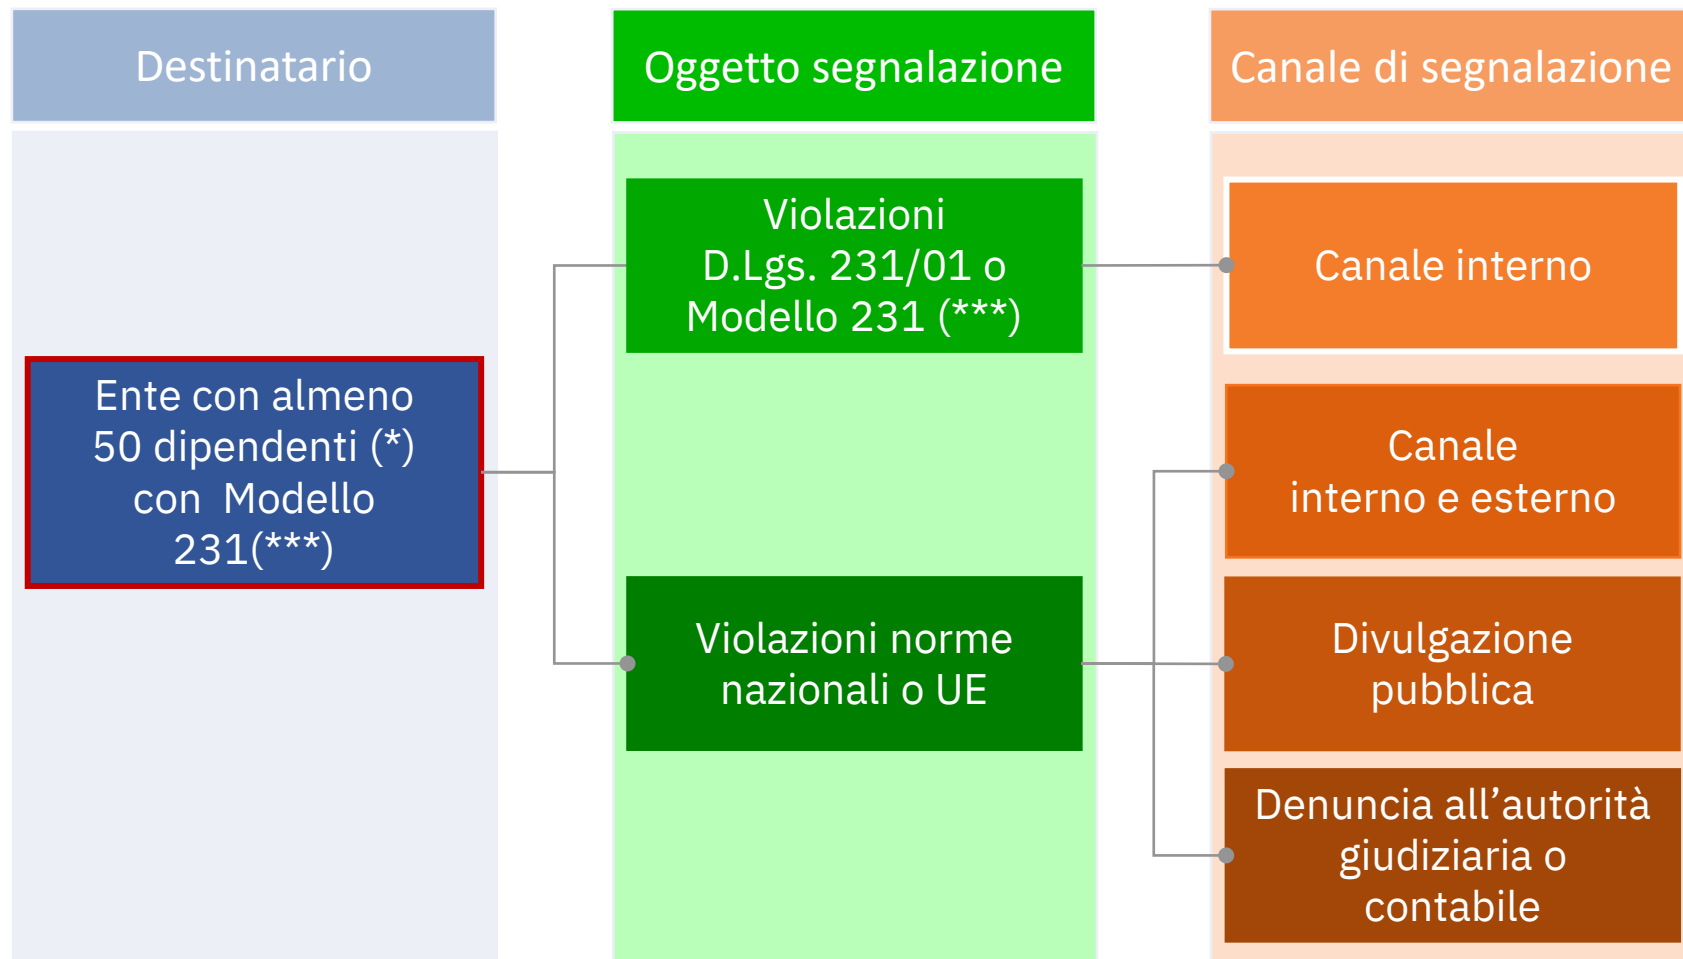 Destinatario
Oggetto segnalazione
Canale di segnalazione
Ente con almeno
50 dipendenti (*)
con  Modello
231(***)
Violazioni
D.Lgs. 231/01 o
Modello 231 (***)
Violazioni norme
nazionali o UE
Canale interno
Canale
interno e esterno
Divulgazione
pubblica
Denuncia all’autorità
giudiziaria o
contabile